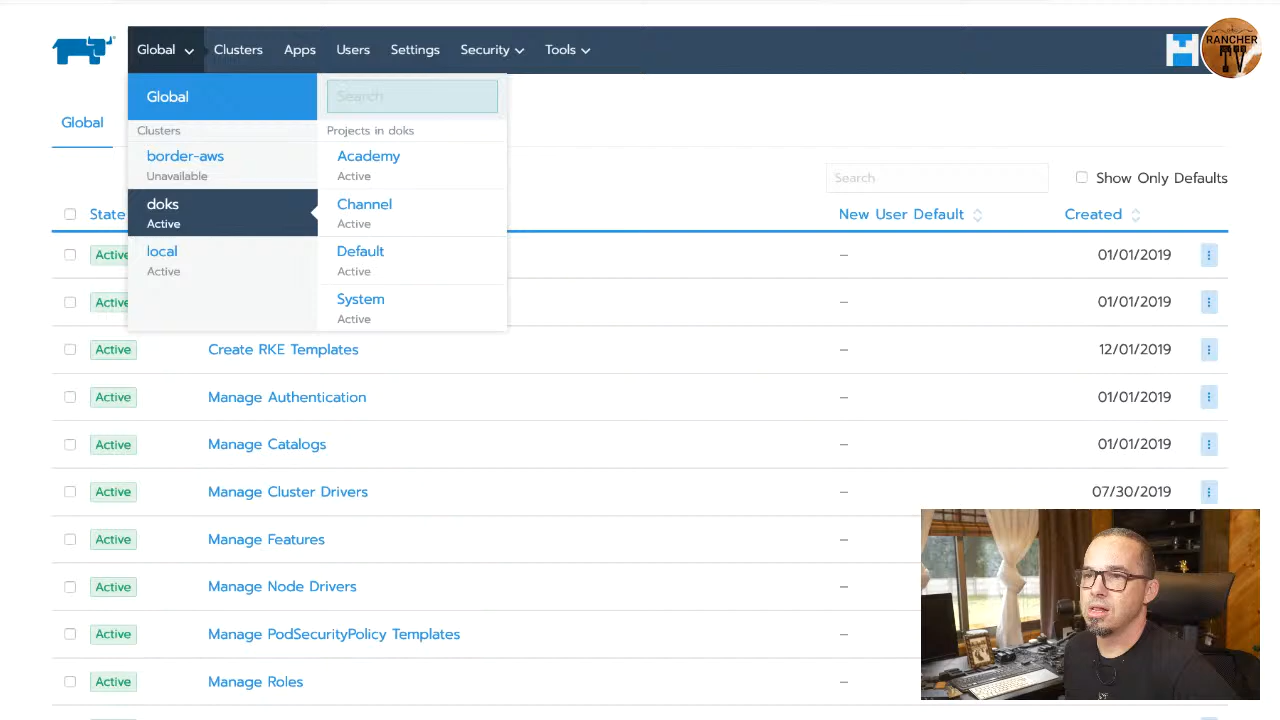 Global Clusters Apps Users Settings Security Tools
RANCHER
TV
Global Search
Global
Clusters Projects in doks
border-aws Academy
Unavailable Active
doks Channel
Active Active
local Default
Active Active
System
Active
Search Show Only Defaults
State New User Default Created
Active – 01/01/2019
Active – 01/01/2019
Active Create RKE Templates – 12/01/2019
Active Manage Authentication – 01/01/2019
Active Manage Catalogs – 01/01/2019
Active Manage Cluster Drivers – 07/30/2019
Active Manage Features –
Active Manage Node Drivers –
Active Manage PodSecurityPolicy Templates –
Active Manage Roles –